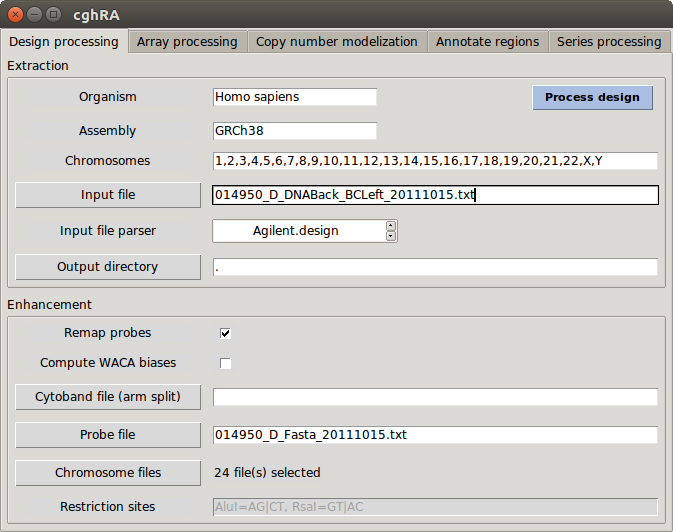 cghRA
Design processing Array processing Copy number modelization Annotate regions Series processing
Extraction
Organism Homo sapiens Process design
Assembly GRCh38
Chromosomes 1,2,3,4,5,6,7,8,9,10,11,12,13,14,15,16,17,18,19,20,21,22,X,Y
Input file 014950_D_DNABack_BCLeft_20111015.txt
Input file parser Agilent.design
Output directory .
Enhancement
Remap probes
Compute WACA biases
Cytoband file (arm split)
Probe file 014950_D_Fasta_20111015.txt
Chromosome files 24 file(s) selected
Restriction sites AluI=AG|CT, RsaI=GT|AC